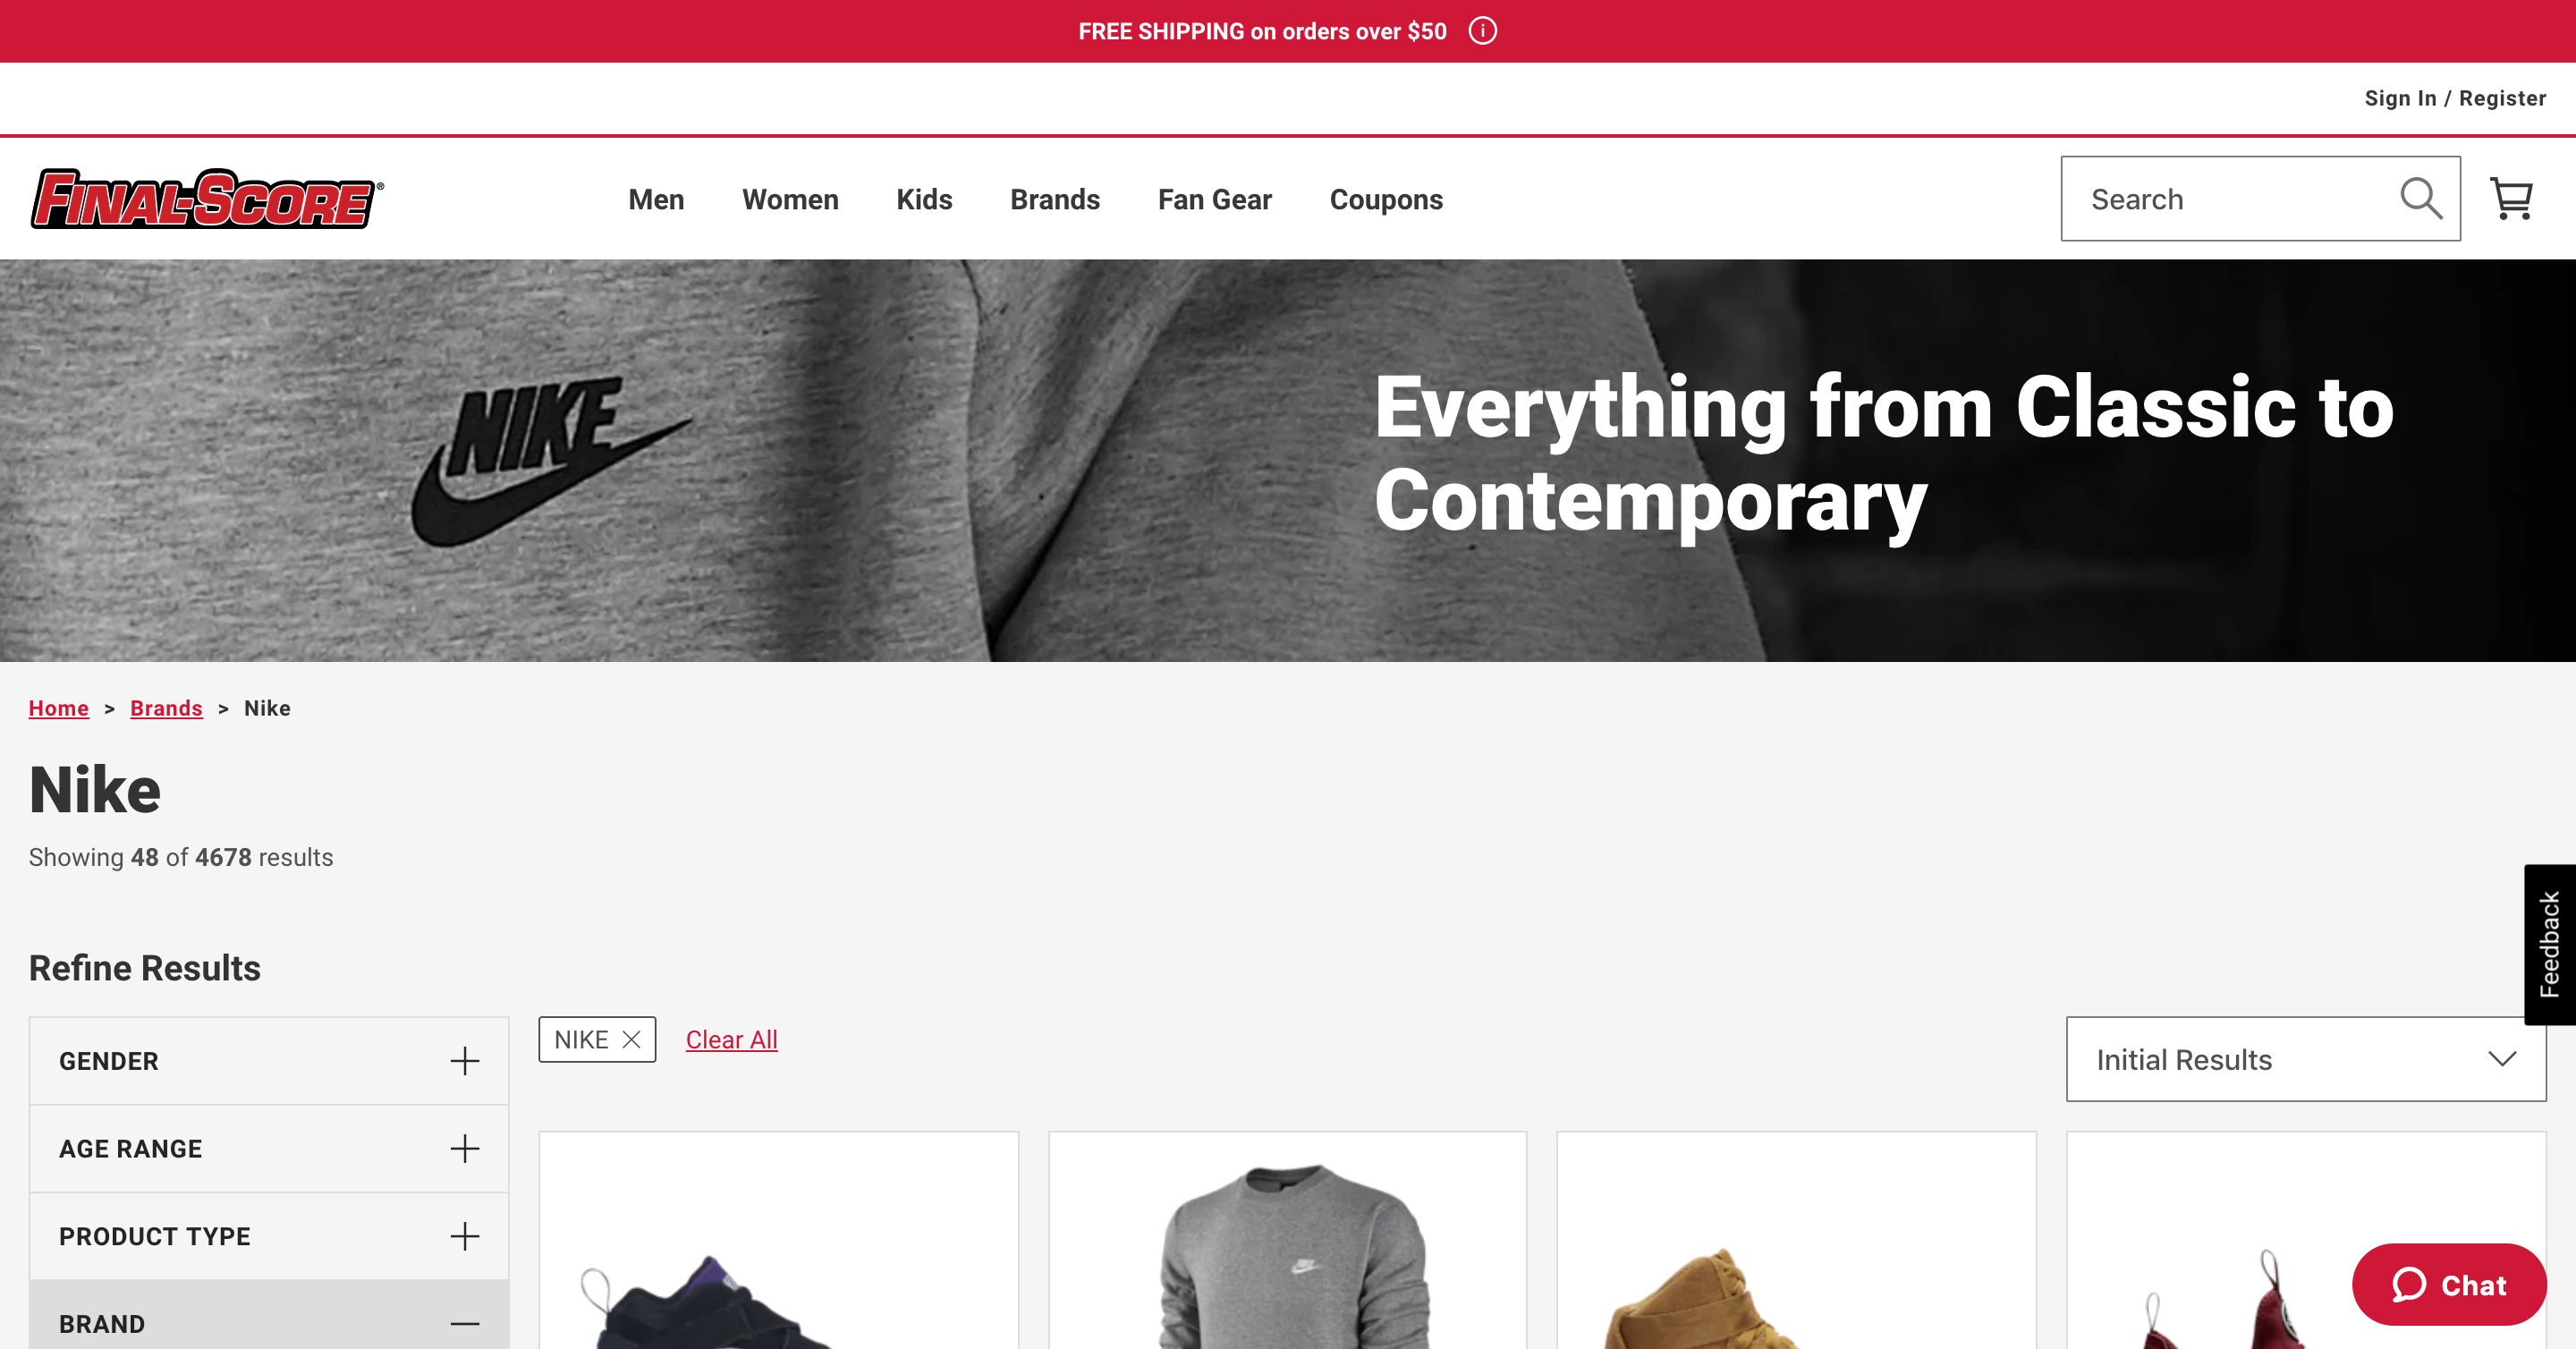 FREE SHIPPING on orders over $50
Sign In / Register
FINAL-SCORE®
Men
Women
Kids
Brands
Fan Gear
Coupons
Search
NIKE
Everything from Classic to
Contemporary
Home > Brands > Nike
Nike
Showing 48 of 4678 results
Feedback
Refine Results
GENDER
AGE RANGE
PRODUCT TYPE
BRAND
NIKE
Clear All
Initial Results
Chat